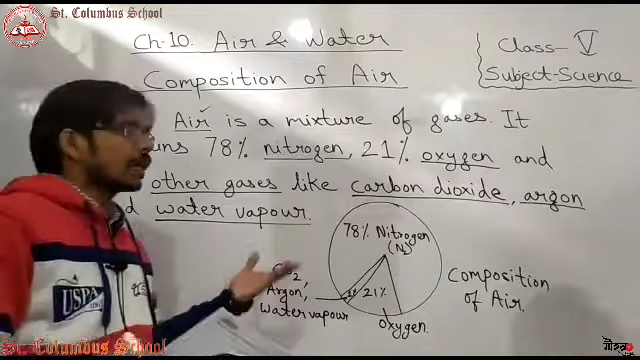 St. Columbus School
Ch-10. Air & Water
Class - V
Subject-Science
Composition of Air
Air is a mixture of gases. It
78% nitrogen, 21% oxygen and
other gases like carbon dioxide, argon
water vapour.
78% Nitrogen
(N2)
Argon,
Water vapour
1%
21%
Oxygen.
Composition
of Air.
USPA
St. Columbus School